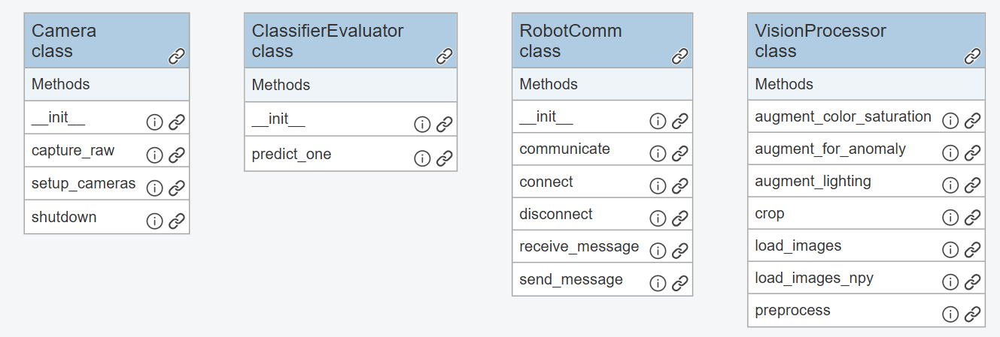 Camera
class
Methods
__init__
capture_raw
setup_cameras
shutdown
ClassifierEvaluator
class
Methods
__init__
predict_one
RobotComm
class
Methods
__init__
communicate
connect
disconnect
receive_message
send_message
VisionProcessor
class
Methods
augment_color_saturation
augment_for_anomaly
augment_lighting
crop
load_images
load_images_npy
preprocess